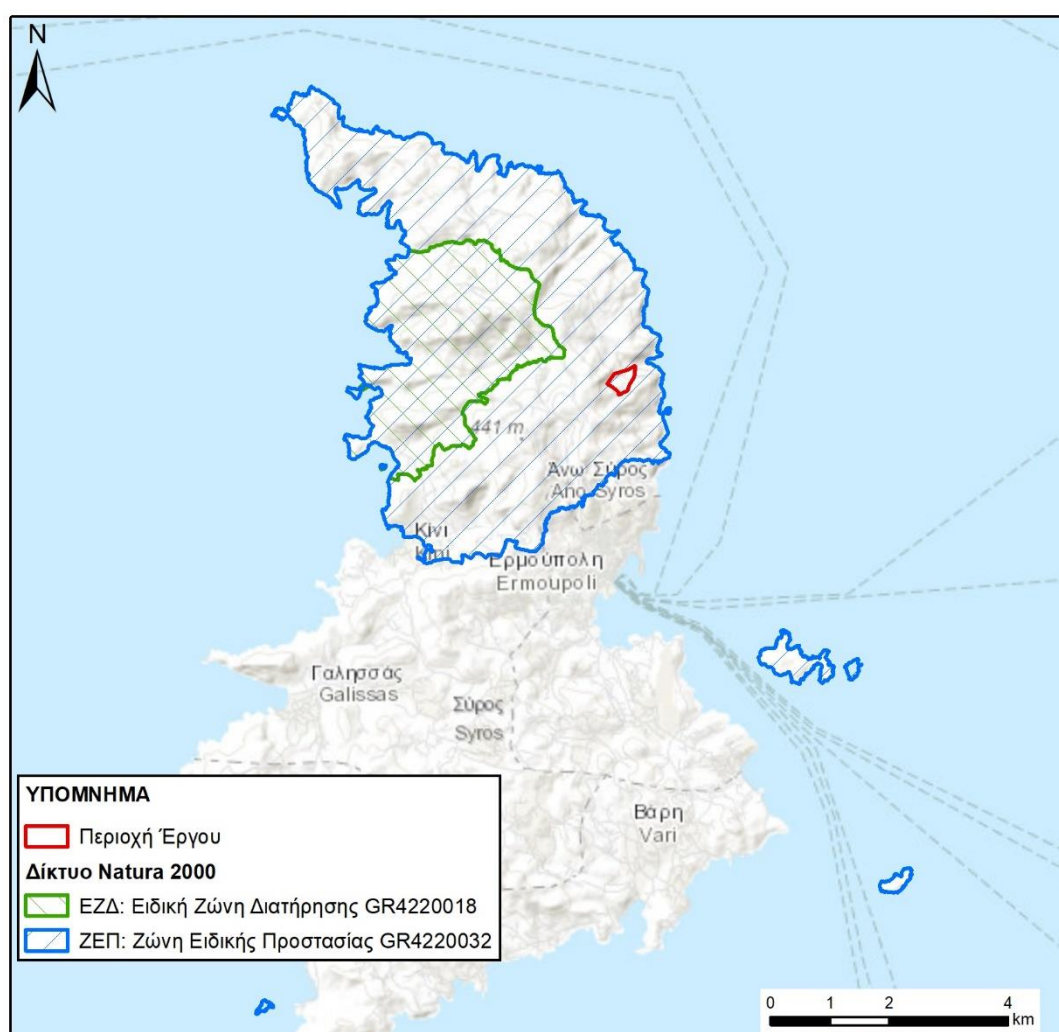 N
441 m
Άνω Σύρος
Ano Syros
Κίνι
Kini
Ερμούπολη
Ermoupoli
Γαλησσάς
Galissas
Σύρος
Syros
Βάρη
Vari
ΥΠΟΜΝΗΜΑ
Περιοχή Έργου
Δίκτυο Natura 2000
ΕΖΔ: Ειδική Ζώνη Διατήρησης GR4220018
ΖΕΠ: Ζώνη Ειδικής Προστασίας GR4220032
0 1 2 4
km